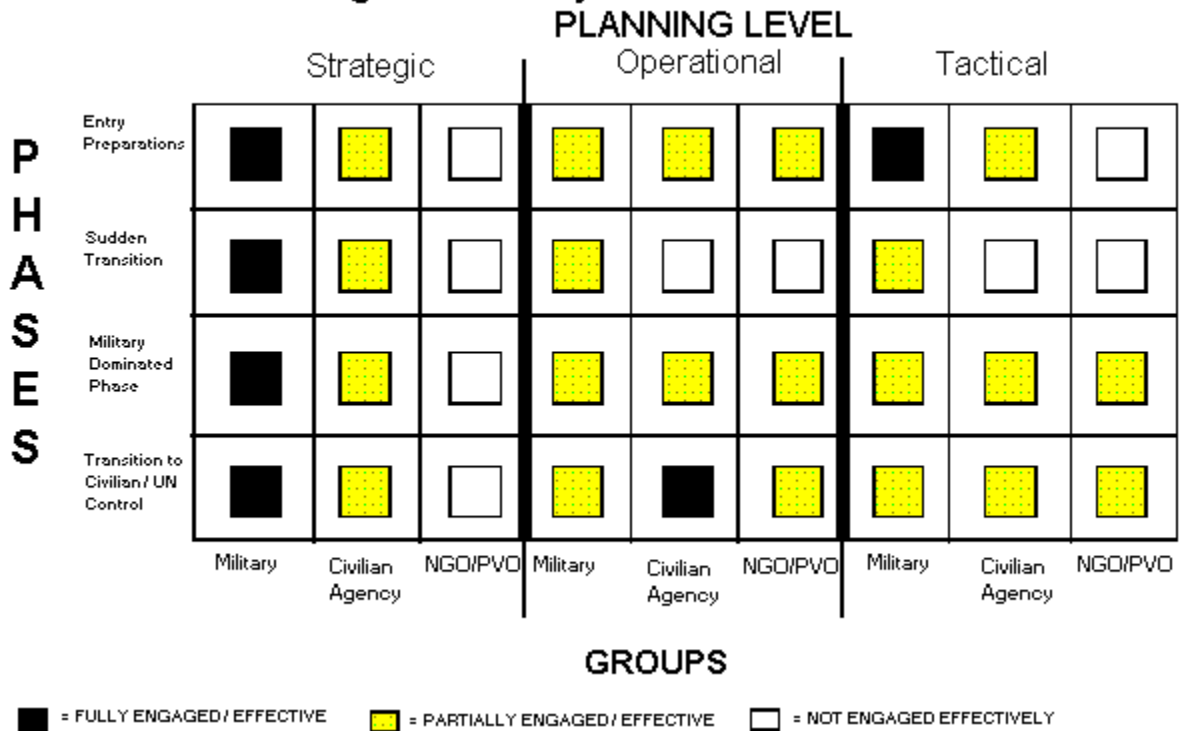 PLANNING LEVEL
Strategic
Operational
Tactical
PHASES
Entry
Preparations
Sudden
Transition
Military
Dominated
Phase
Transition to
Civilian / UN
Control
Military
Civilian
Agency
NGO/PVO
Military
Civilian
Agency
NGO/PVO
Military
Civilian
Agency
NGO/PVO
GROUPS
= FULLY ENGAGED / EFFECTIVE
= PARTIALLY ENGAGED / EFFECTIVE
= NOT ENGAGED EFFECTIVELY